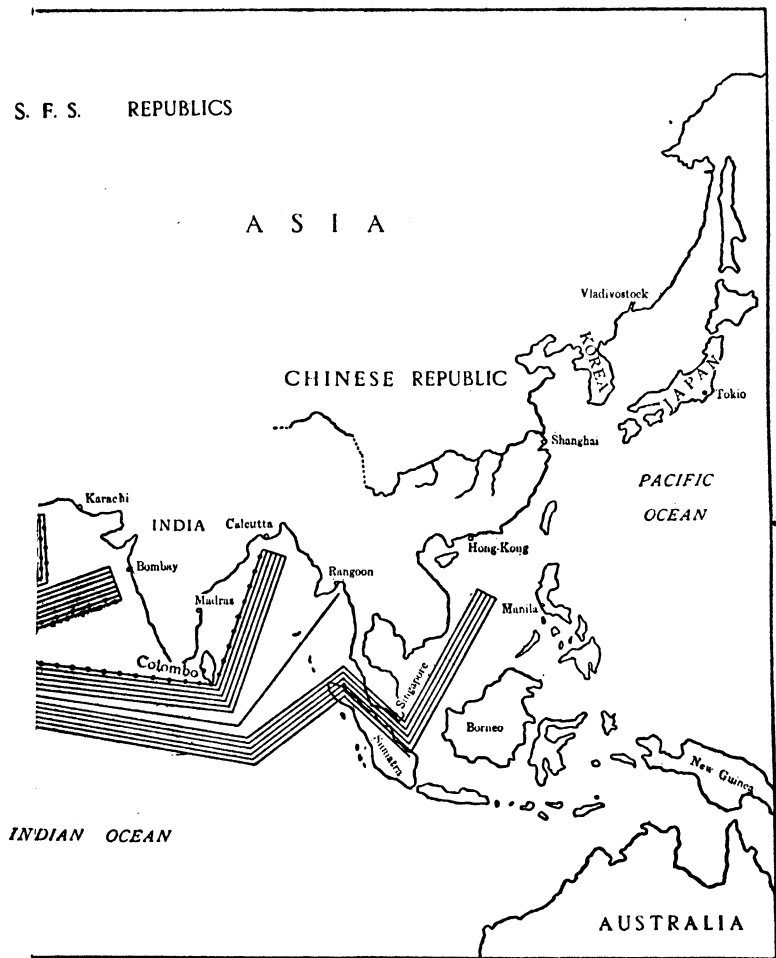 S. F. S. REPUBLICS
A S I A
Vladivostock
KOREA
JAPAN
CHINESE REPUBLIC
Tokio
Shanghai
PACIFIC
OCEAN
Karachi
INDIA
Calcutta
Hong-Kong
Bombay
Rangoon
Madras
Manila
Colombo
Singapore
Borneo
Sumatra
New Guinea
INDIAN OCEAN
AUSTRALIA